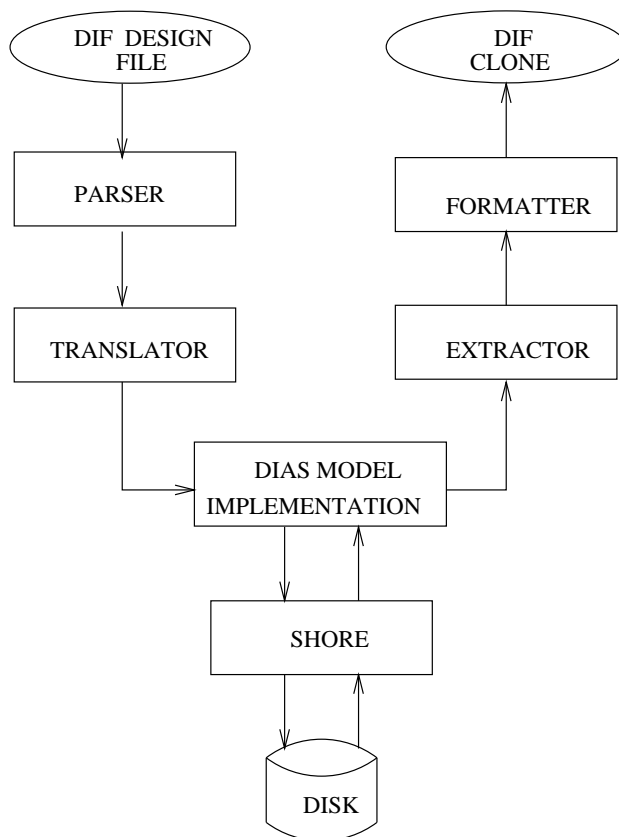 DIF DESIGN
FILE
DIF
CLONE
PARSER
FORMATTER
TRANSLATOR
EXTRACTOR
DIAS MODEL
IMPLEMENTATION
SHORE
DISK